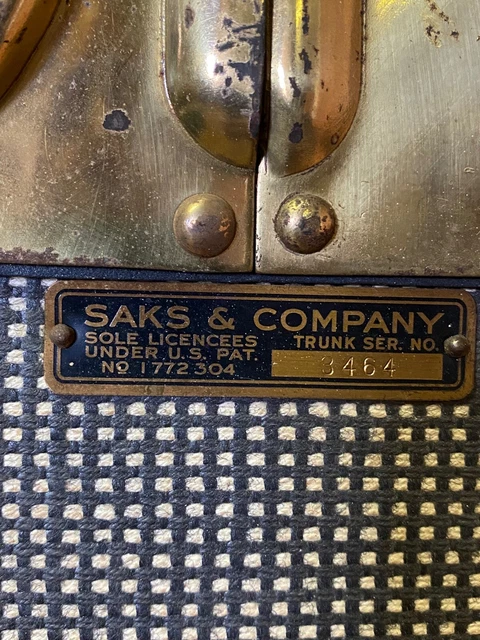 SAKS & COMPANY
SOLE LICENCEES TRUNK SER. NO.
UNDER U.S. PAT.
No 1772304 3464